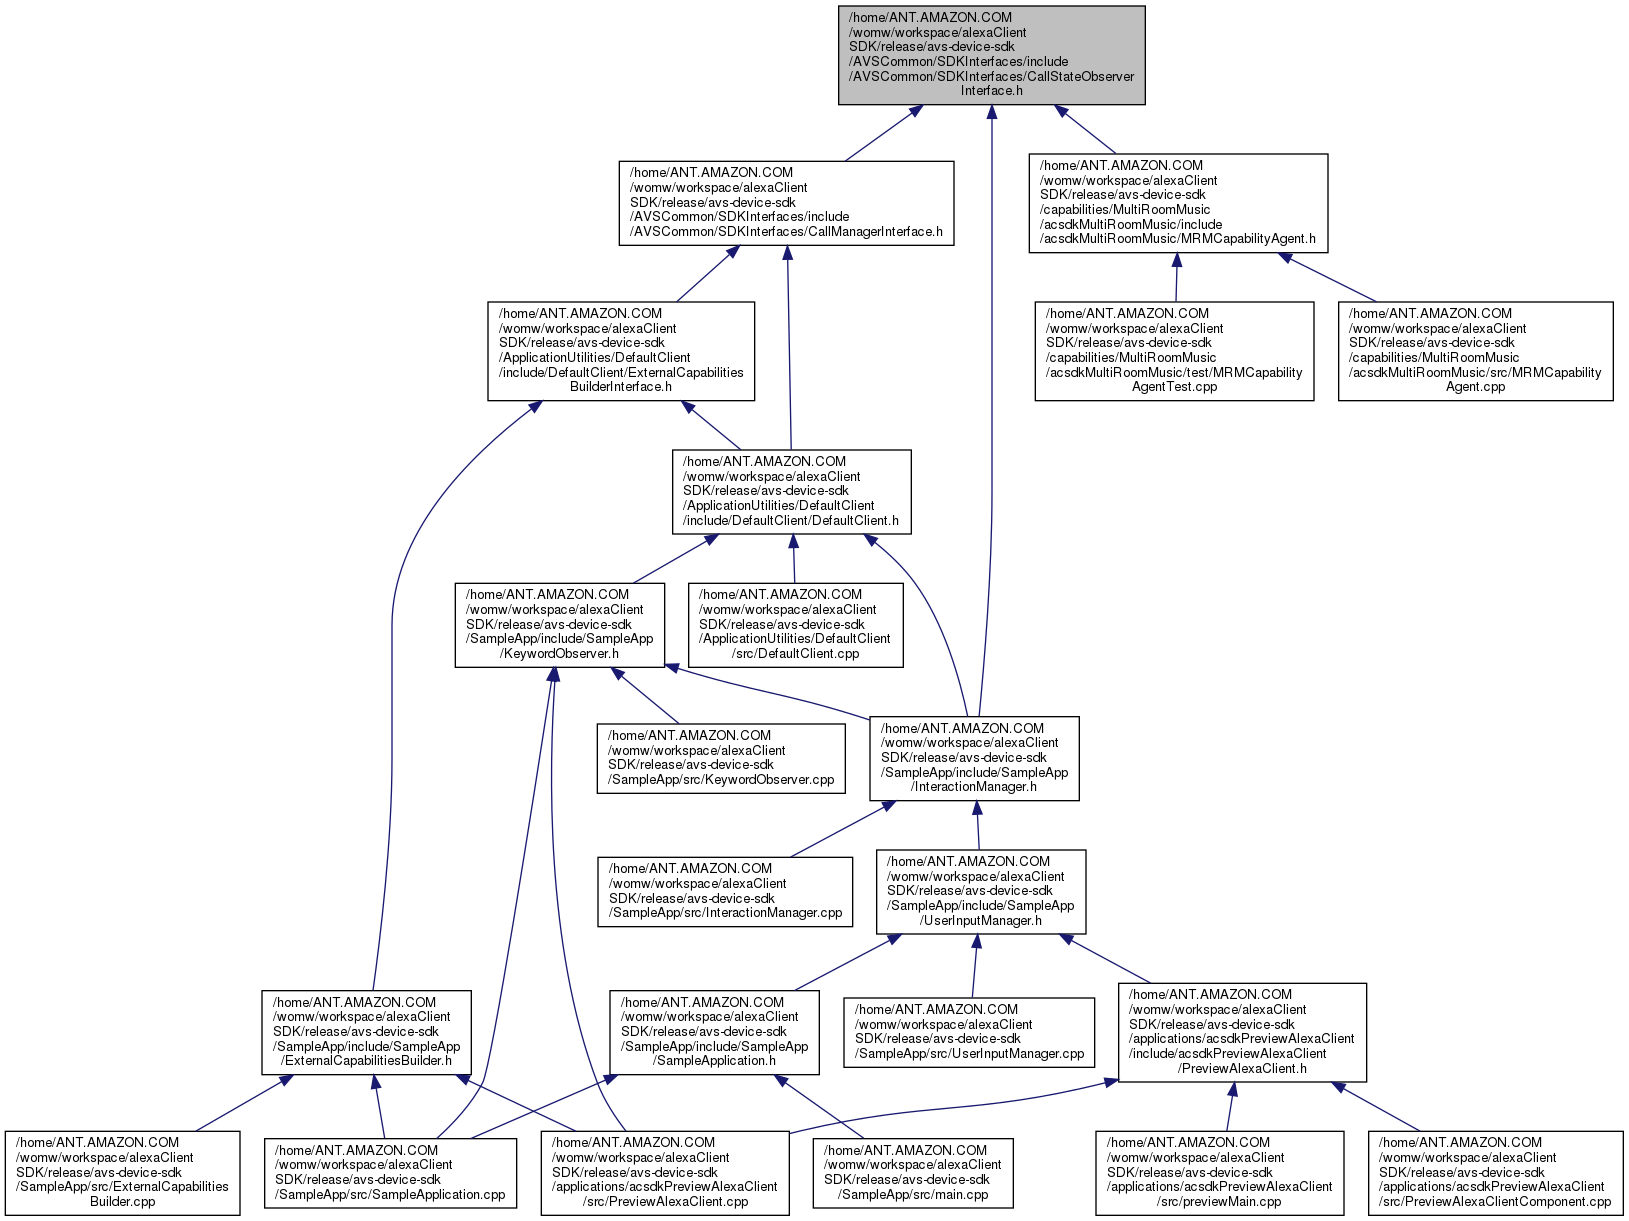 /home/ANT.AMAZON.COM
/womw/workspace/alexaClient
SDK/release/avs-device-sdk
/AVSCommon/SDKInterfaces/include
/AVSCommon/SDKInterfaces/CallStateObserver
Interface.h
/home/ANT.AMAZON.COM
/womw/workspace/alexaClient
SDK/release/avs-device-sdk
/AVSCommon/SDKInterfaces/include
/AVSCommon/SDKInterfaces/CallManagerInterface.h
/home/ANT.AMAZON.COM
/womw/workspace/alexaClient
SDK/release/avs-device-sdk
/capabilities/MultiRoomMusic
/acsdkMultiRoomMusic/include
/acsdkMultiRoomMusic/MRMCapabilityAgent.h
/home/ANT.AMAZON.COM
/womw/workspace/alexaClient
SDK/release/avs-device-sdk
/ApplicationUtilities/DefaultClient
/include/DefaultClient/ExternalCapabilities
BuilderInterface.h
/home/ANT.AMAZON.COM
/womw/workspace/alexaClient
SDK/release/avs-device-sdk
/capabilities/MultiRoomMusic
/acsdkMultiRoomMusic/test/MRMCapability
AgentTest.cpp
/home/ANT.AMAZON.COM
/womw/workspace/alexaClient
SDK/release/avs-device-sdk
/capabilities/MultiRoomMusic
/acsdkMultiRoomMusic/src/MRMCapability
Agent.cpp
/home/ANT.AMAZON.COM
/womw/workspace/alexaClient
SDK/release/avs-device-sdk
/ApplicationUtilities/DefaultClient
/include/DefaultClient/DefaultClient.h
/home/ANT.AMAZON.COM
/womw/workspace/alexaClient
SDK/release/avs-device-sdk
/SampleApp/include/SampleApp
/KeywordObserver.h
/home/ANT.AMAZON.COM
/womw/workspace/alexaClient
SDK/release/avs-device-sdk
/ApplicationUtilities/DefaultClient
/src/DefaultClient.cpp
/home/ANT.AMAZON.COM
/womw/workspace/alexaClient
SDK/release/avs-device-sdk
/SampleApp/src/KeywordObserver.cpp
/home/ANT.AMAZON.COM
/womw/workspace/alexaClient
SDK/release/avs-device-sdk
/SampleApp/include/SampleApp
/InteractionManager.h
/home/ANT.AMAZON.COM
/womw/workspace/alexaClient
SDK/release/avs-device-sdk
/SampleApp/src/InteractionManager.cpp
/home/ANT.AMAZON.COM
/womw/workspace/alexaClient
SDK/release/avs-device-sdk
/SampleApp/include/SampleApp
/UserInputManager.h
/home/ANT.AMAZON.COM
/womw/workspace/alexaClient
SDK/release/avs-device-sdk
/SampleApp/include/SampleApp
/ExternalCapabilitiesBuilder.h
/home/ANT.AMAZON.COM
/womw/workspace/alexaClient
SDK/release/avs-device-sdk
/SampleApp/include/SampleApp
/SampleApplication.h
/home/ANT.AMAZON.COM
/womw/workspace/alexaClient
SDK/release/avs-device-sdk
/SampleApp/src/UserInputManager.cpp
/home/ANT.AMAZON.COM
/womw/workspace/alexaClient
SDK/release/avs-device-sdk
/applications/acsdkPreviewAlexaClient
/include/acsdkPreviewAlexaClient
/PreviewAlexaClient.h
/home/ANT.AMAZON.COM
/womw/workspace/alexaClient
SDK/release/avs-device-sdk
/SampleApp/src/ExternalCapabilities
Builder.cpp
/home/ANT.AMAZON.COM
/womw/workspace/alexaClient
SDK/release/avs-device-sdk
/SampleApp/src/SampleApplication.cpp
/home/ANT.AMAZON.COM
/womw/workspace/alexaClient
SDK/release/avs-device-sdk
/applications/acsdkPreviewAlexaClient
/src/PreviewAlexaClient.cpp
/home/ANT.AMAZON.COM
/womw/workspace/alexaClient
SDK/release/avs-device-sdk
/SampleApp/src/main.cpp
/home/ANT.AMAZON.COM
/womw/workspace/alexaClient
SDK/release/avs-device-sdk
/applications/acsdkPreviewAlexaClient
/src/previewMain.cpp
/home/ANT.AMAZON.COM
/womw/workspace/alexaClient
SDK/release/avs-device-sdk
/applications/acsdkPreviewAlexaClient
/src/PreviewAlexaClientComponent.cpp